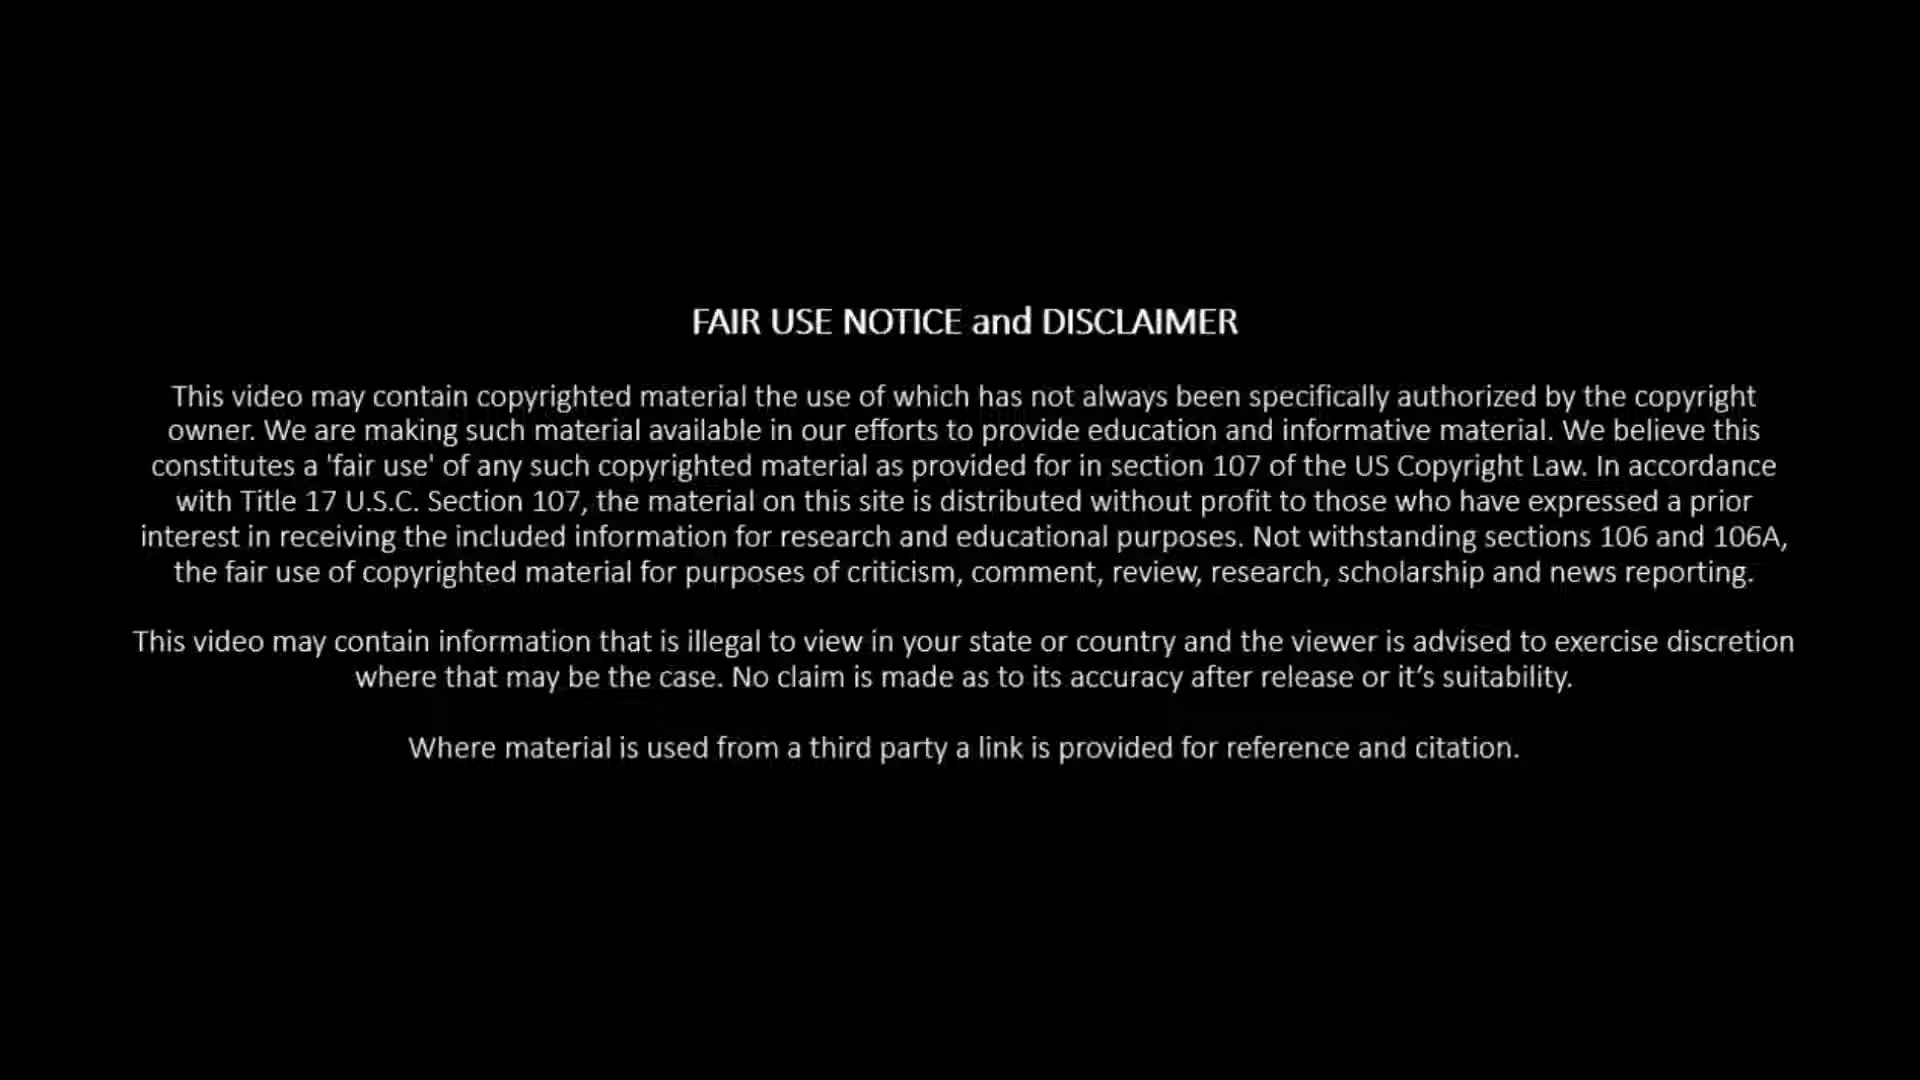 FAIR USE NOTICE and DISCLAIMER
This video may contain copyrighted material the use of which has not always been specifically authorized by the copyright
owner. We are making such material available in our efforts to provide education and informative material. We believe this
constitutes a 'fair use' of any such copyrighted material as provided for in section 107 of the US Copyright Law. In accordance
with Title 17 U.S.C. Section 107, the material on this site is distributed without profit to those who have expressed a prior
interest in receiving the included information for research and educational purposes. Not withstanding sections 106 and 106A,
the fair use of copyrighted material for purposes of criticism, comment, review, research, scholarship and news reporting.
This video may contain information that is illegal to view in your state or country and the viewer is advised to exercise discretion
where that may be the case. No claim is made as to its accuracy after release or it’s suitability.
Where material is used from a third party a link is provided for reference and citation.